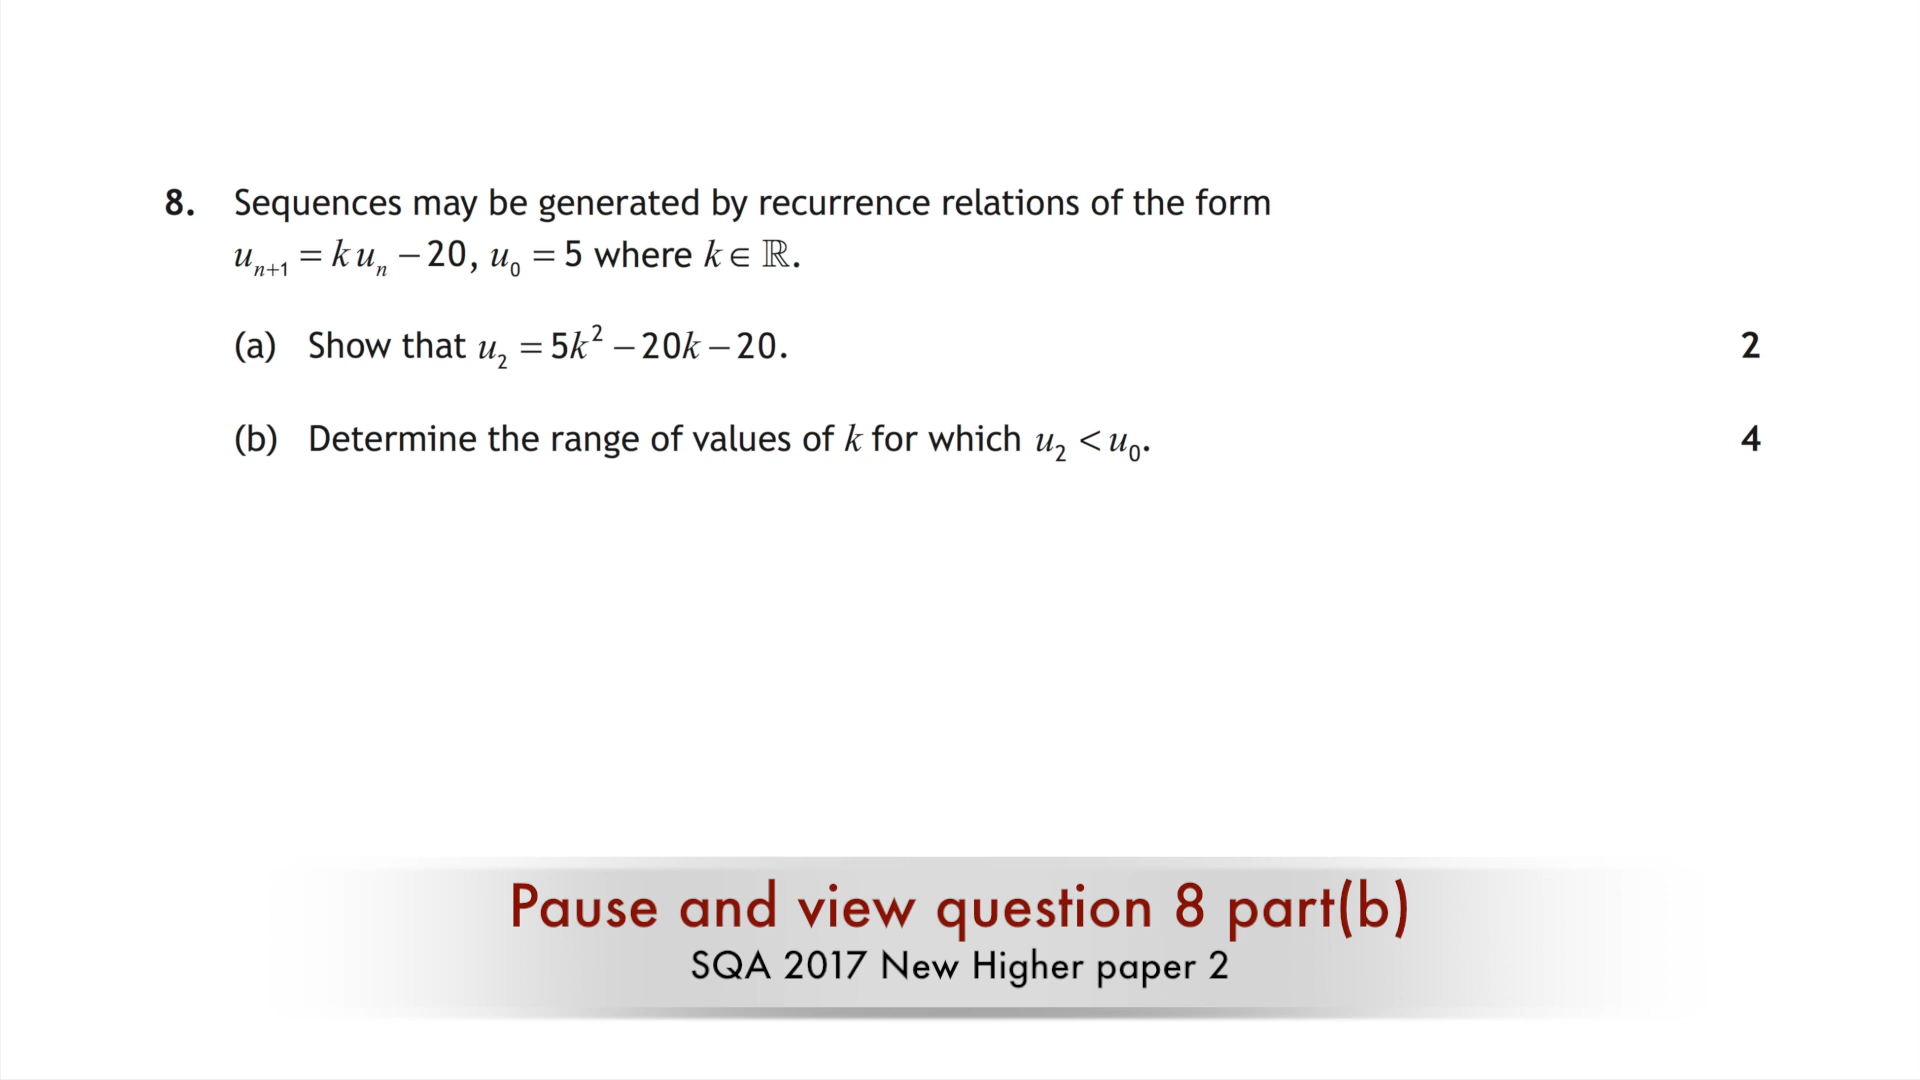 8. Sequences may be generated by recurrence relations of the form
uₙ₊₁ = k uₙ − 20, u₀ = 5 where k ∈ ℝ.
(a) Show that u₂ = 5k² − 20k − 20. 2
(b) Determine the range of values of k for which u₂ < u₀. 4
Pause and view question 8 part(b)
SQA 2017 New Higher paper 2